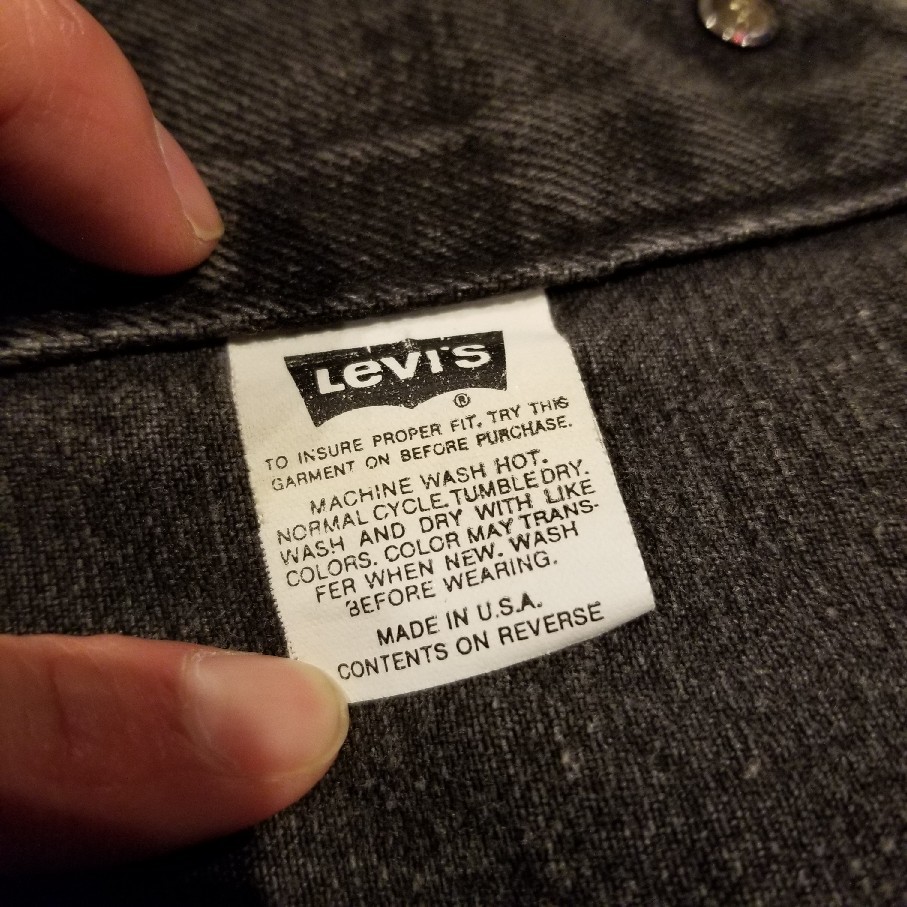 Levi's
®
TO INSURE PROPER FIT, TRY THIS
GARMENT ON BEFORE PURCHASE.
MACHINE WASH HOT.
NORMAL CYCLE. TUMBLE DRY.
WASH AND DRY WITH LIKE
COLORS. COLOR MAY TRANS-
FER WHEN NEW. WASH
BEFORE WEARING.
MADE IN U.S.A.
CONTENTS ON REVERSE